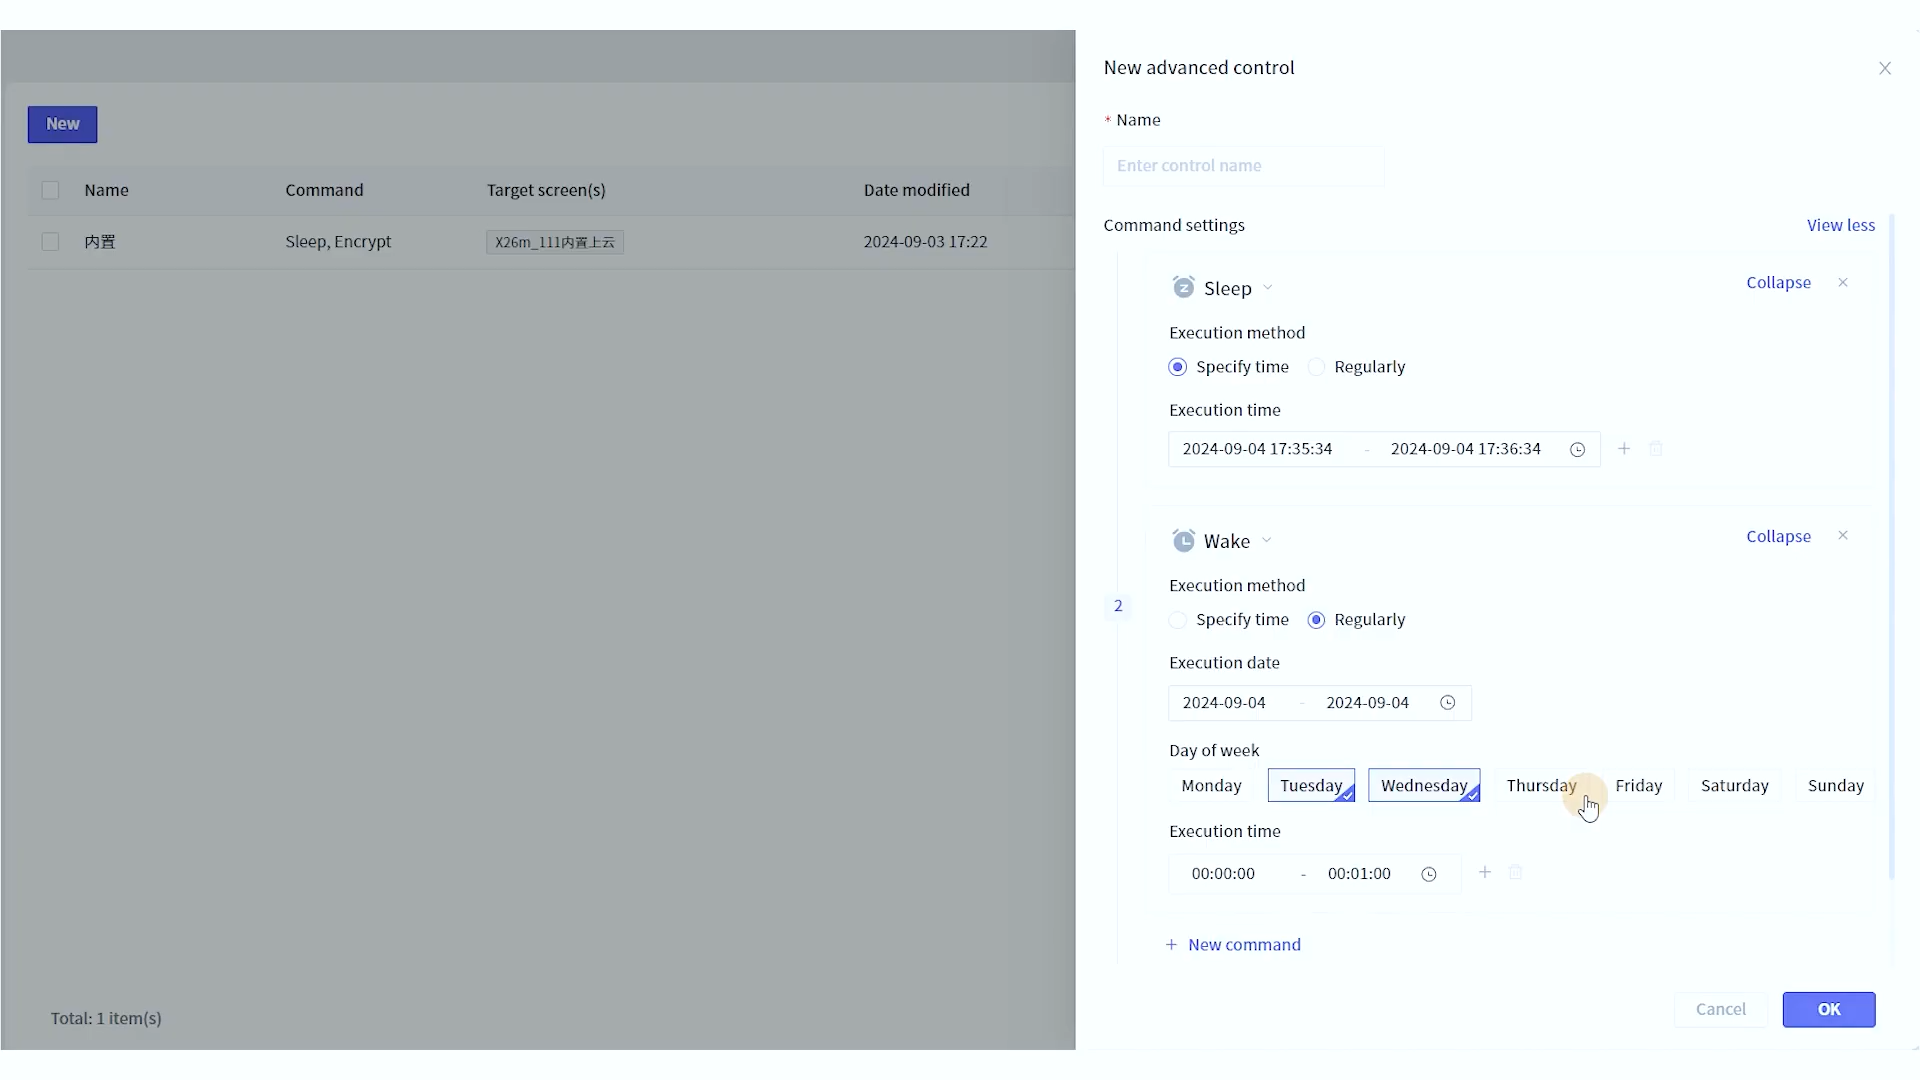 New advanced control
* Name
Enter control name
New
Name Command Target screen(s) Date modified
内置 Sleep, Encrypt X26m_111内置上云 2024-09-03 17:22
Command settings View less
Sleep Collapse
Execution method
Specify time Regularly
Execution time
2024-09-04 17:35:34 - 2024-09-04 17:36:34
Wake Collapse
Execution method
2
Specify time Regularly
Execution date
2024-09-04 - 2024-09-04
Day of week
Monday Tuesday Wednesday Thursday Friday Saturday Sunday
Execution time
00:00:00 - 00:01:00
+ New command
Total: 1 item(s)
Cancel OK